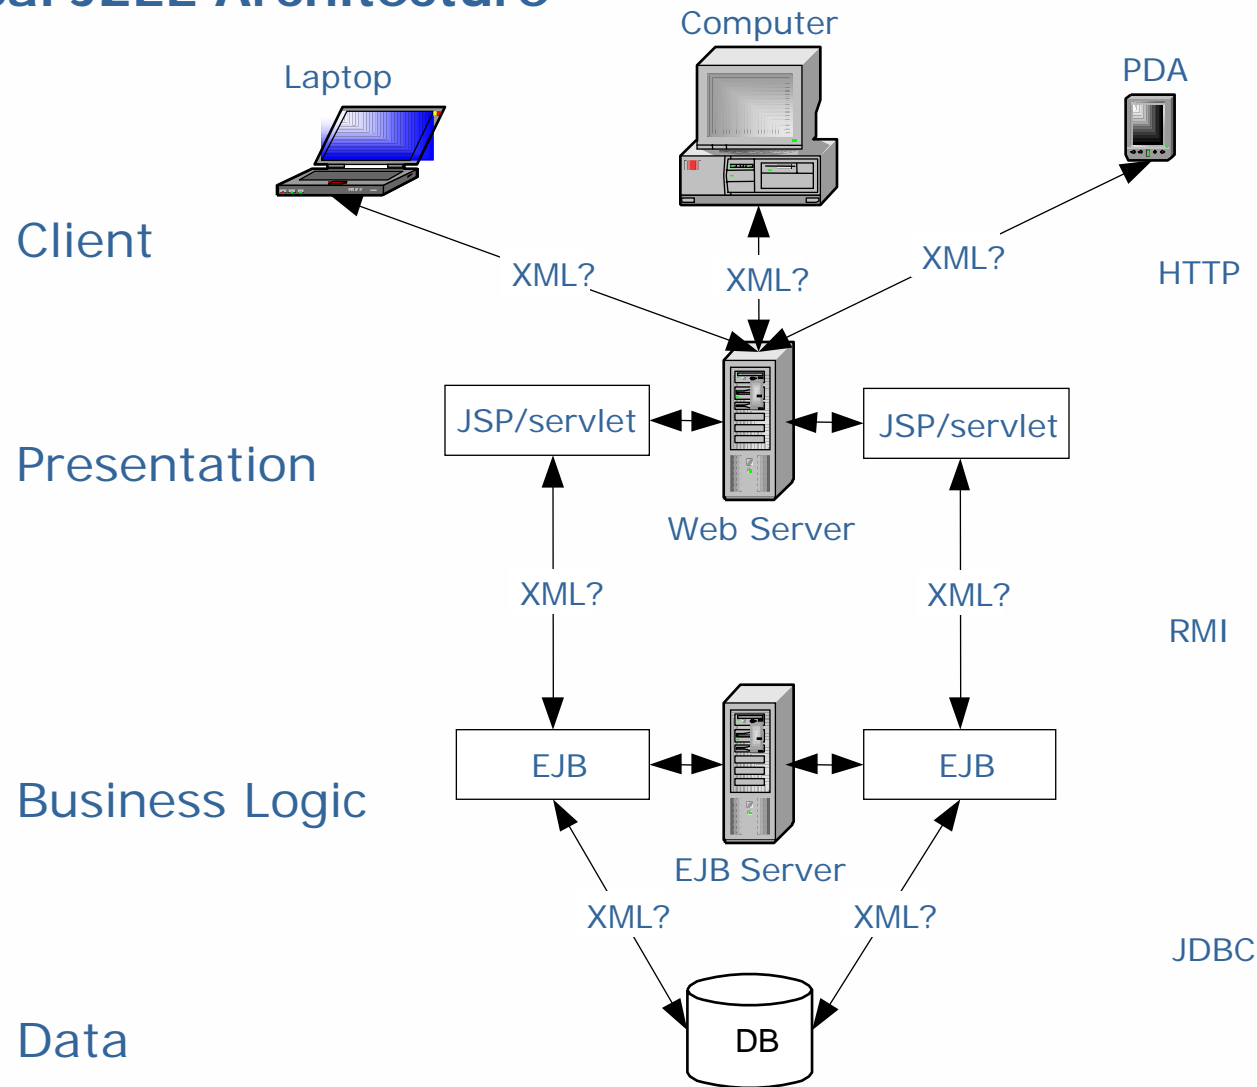 Architecture
Computer
Laptop
PDA
Client
XML?
XML?
XML?
HTTP
JSP/servlet
JSP/servlet
Presentation
Web Server
XML?
XML?
RMI
EJB
EJB
Business Logic
EJB Server
XML?
XML?
JDBC
Data
DB